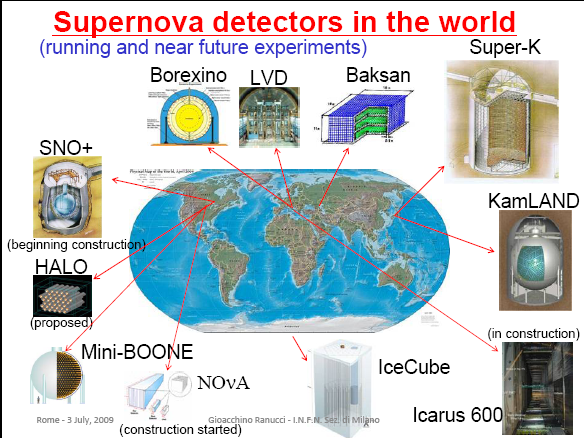 Supernova detectors in the world
(running and near future experiments)
Super-K
Borexino
LVD
Baksan
SNO+
KamLAND
(beginning construction)
HALO
(proposed)
(in construction)
Mini-BOONE
IceCube
NOνA
Icarus 600
Rome - 3 July, 2009
Gioacchino Ranucci - I.N.F.N. Sez. di Milano
(construction started)